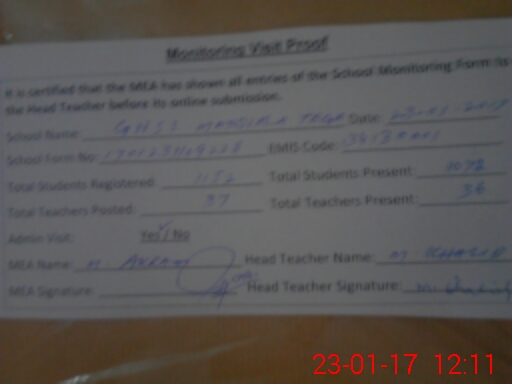 Monitoring Visit Proof
It is certified that the MEA has shown all entries of the School Monitoring Form to
the Head Teacher before its online submission.
School Name: GHSS Date:
School Form No: EMIS Code:
Total Students Registered: 1152 Total Students Present: 1072
Total Teachers Posted: 37 Total Teachers Present: 36
Admin Visit: Yes / No
MEA Name: M. AKRAM Head Teacher Name: M.
MEA Signature: Head Teacher Signature:
23-01-17 12:11